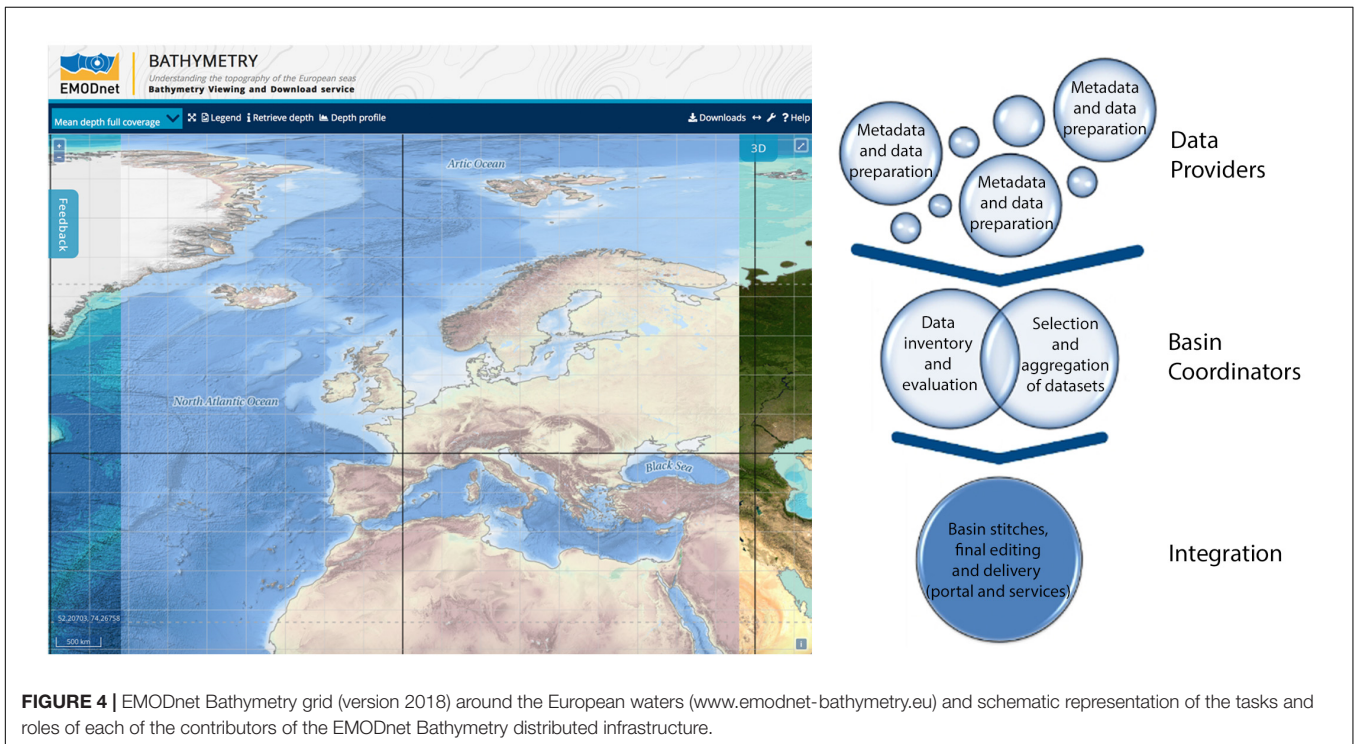 EMODnet
BATHYMETRY
Understanding the topography of the European seas
Bathymetry Viewing and Download service
Mean depth full coverage
Legend
Retrieve depth
Depth profile
Downloads
Help
+
-
Feedback
3D
Artic Ocean
North Atlantic Ocean
Black Sea
52.20703, 74.26758
500 km
i
Metadata
and data
preparation
Metadata
and data
preparation
Metadata
and data
preparation
Data
Providers
Data
inventory
and
evaluation
Selection
and
aggregation
of datasets
Basin
Coordinators
Basin stitches,
final editing
and delivery
(portal and services)
Integration
FIGURE 4 | EMODnet Bathymetry grid (version 2018) around the European waters (www.emodnet-bathymetry.eu) and schematic representation of the tasks and
roles of each of the contributors of the EMODnet Bathymetry distributed infrastructure.